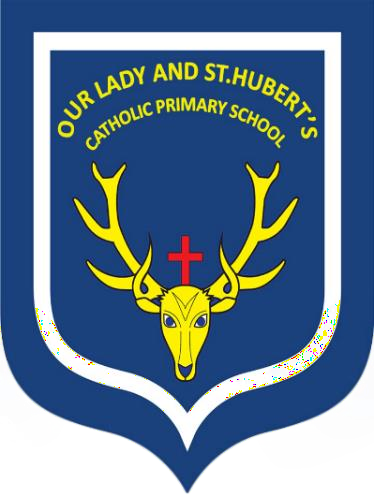 OUR LADY AND ST.HUBERT'S
CATHOLIC PRIMARY SCHOOL